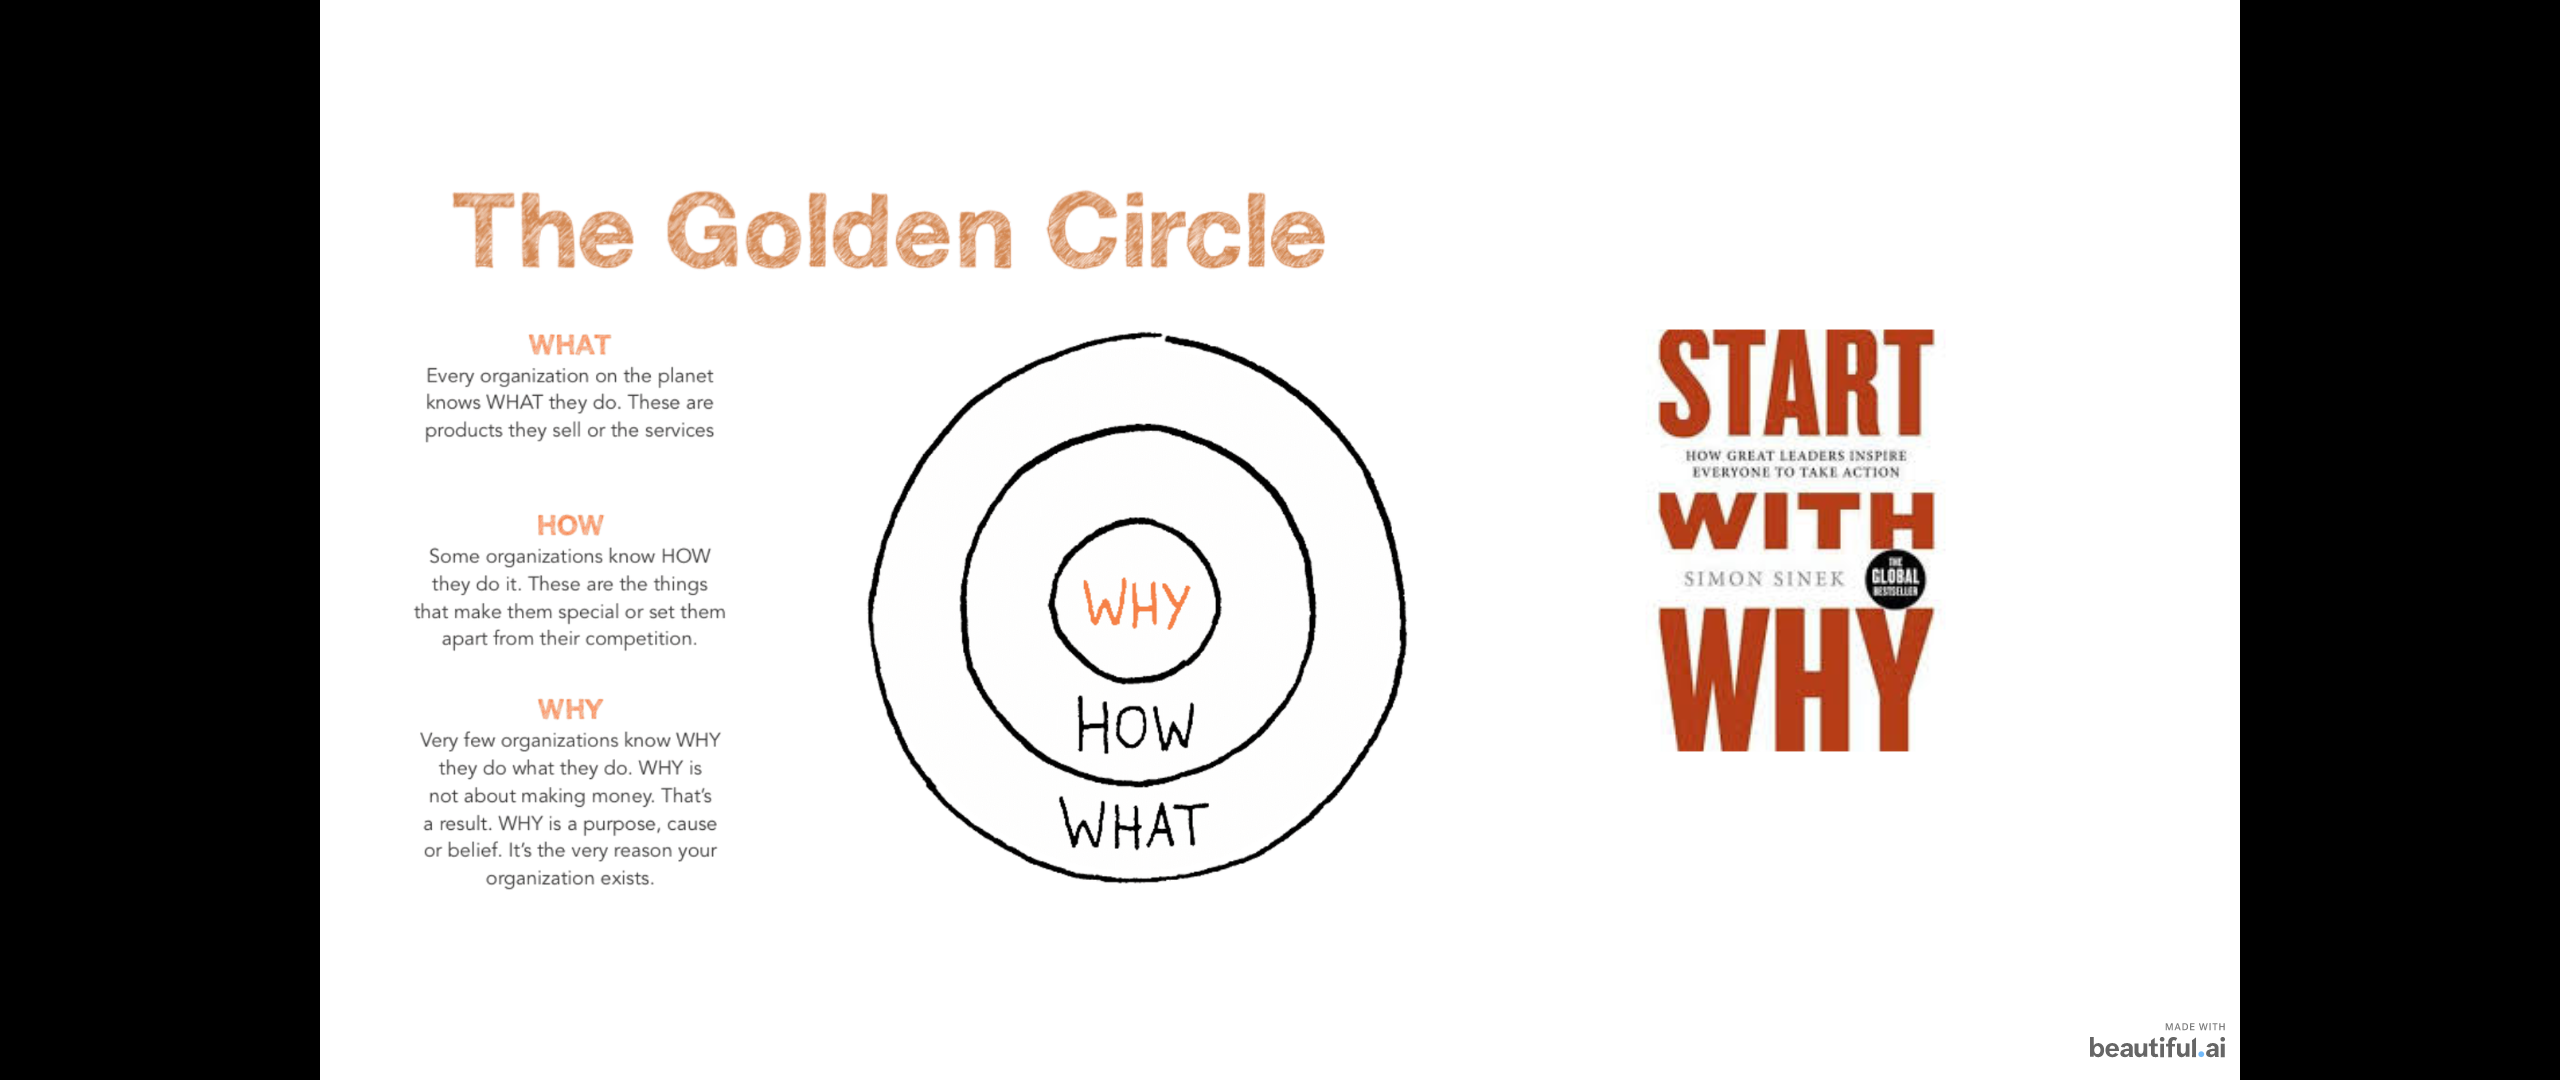 The Golden Circle
WHAT
Every organization on the planet
knows WHAT they do. These are
products they sell or the services
HOW
Some organizations know HOW
they do it. These are the things
that make them special or set them
apart from their competition.
WHY
Very few organizations know WHY
they do what they do. WHY is
not about making money. That’s
a result. WHY is a purpose, cause
or belief. It’s the very reason your
organization exists.
WHY
HOW
WHAT
START
HOW GREAT LEADERS INSPIRE
EVERYONE TO TAKE ACTION
WITH
SIMON SINEK
THE
GLOBAL
BESTSELLER
WHY
MADE WITH
beautiful.ai